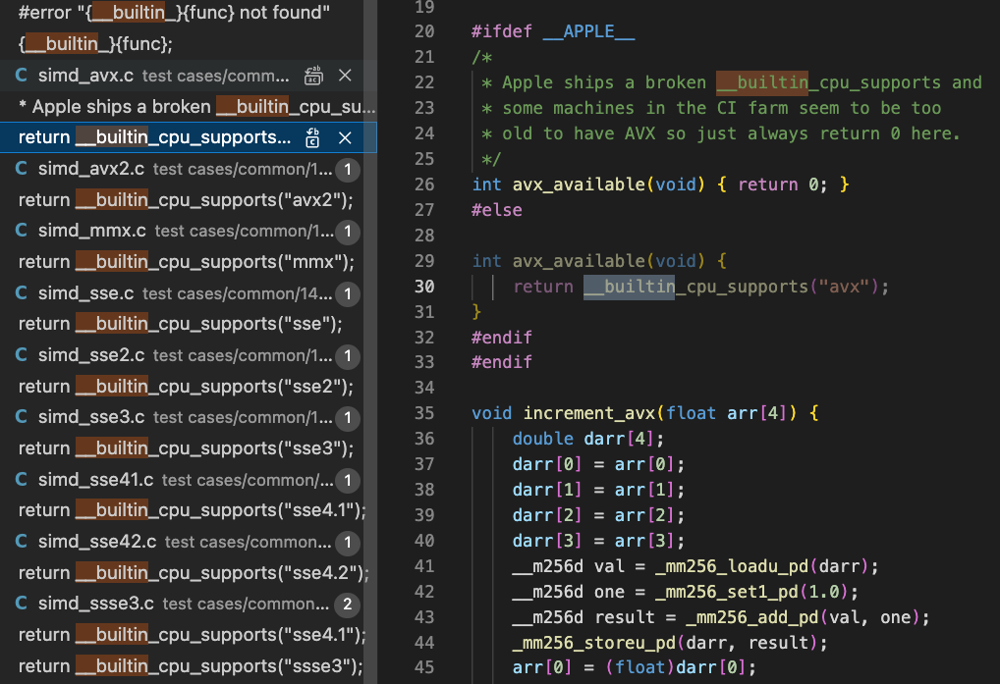 #error "{__builtin_}{func} not found"
{__builtin_}{func};
C simd_avx.c test cases/comm...
* Apple ships a broken __builtin_cpu_su...
return __builtin_cpu_supports...
C simd_avx2.c test cases/common/1... 1
return __builtin_cpu_supports("avx2");
C simd_mmx.c test cases/common/1... 1
return __builtin_cpu_supports("mmx");
C simd_sse.c test cases/common/14... 1
return __builtin_cpu_supports("sse");
C simd_sse2.c test cases/common/1... 1
return __builtin_cpu_supports("sse2");
C simd_sse3.c test cases/common/1... 1
return __builtin_cpu_supports("sse3");
C simd_sse41.c test cases/common/... 1
return __builtin_cpu_supports("sse4.1");
C simd_sse42.c test cases/common... 1
return __builtin_cpu_supports("sse4.2");
C simd_ssse3.c test cases/common... 2
return __builtin_cpu_supports("sse4.1");
return __builtin_cpu_supports("ssse3");
19
20 #ifdef __APPLE__
21 /*
22 * Apple ships a broken __builtin_cpu_supports and
23 * some machines in the CI farm seem to be too
24 * old to have AVX so just always return 0 here.
25 */
26 int avx_available(void) { return 0; }
27 #else
28
29 int avx_available(void) {
30 return __builtin_cpu_supports("avx");
31 }
32 #endif
33 #endif
34
35 void increment_avx(float arr[4]) {
36 double darr[4];
37 darr[0] = arr[0];
38 darr[1] = arr[1];
39 darr[2] = arr[2];
40 darr[3] = arr[3];
41 __m256d val = _mm256_loadu_pd(darr);
42 __m256d one = _mm256_set1_pd(1.0);
43 __m256d result = _mm256_add_pd(val, one);
44 _mm256_storeu_pd(darr, result);
45 arr[0] = (float)darr[0];